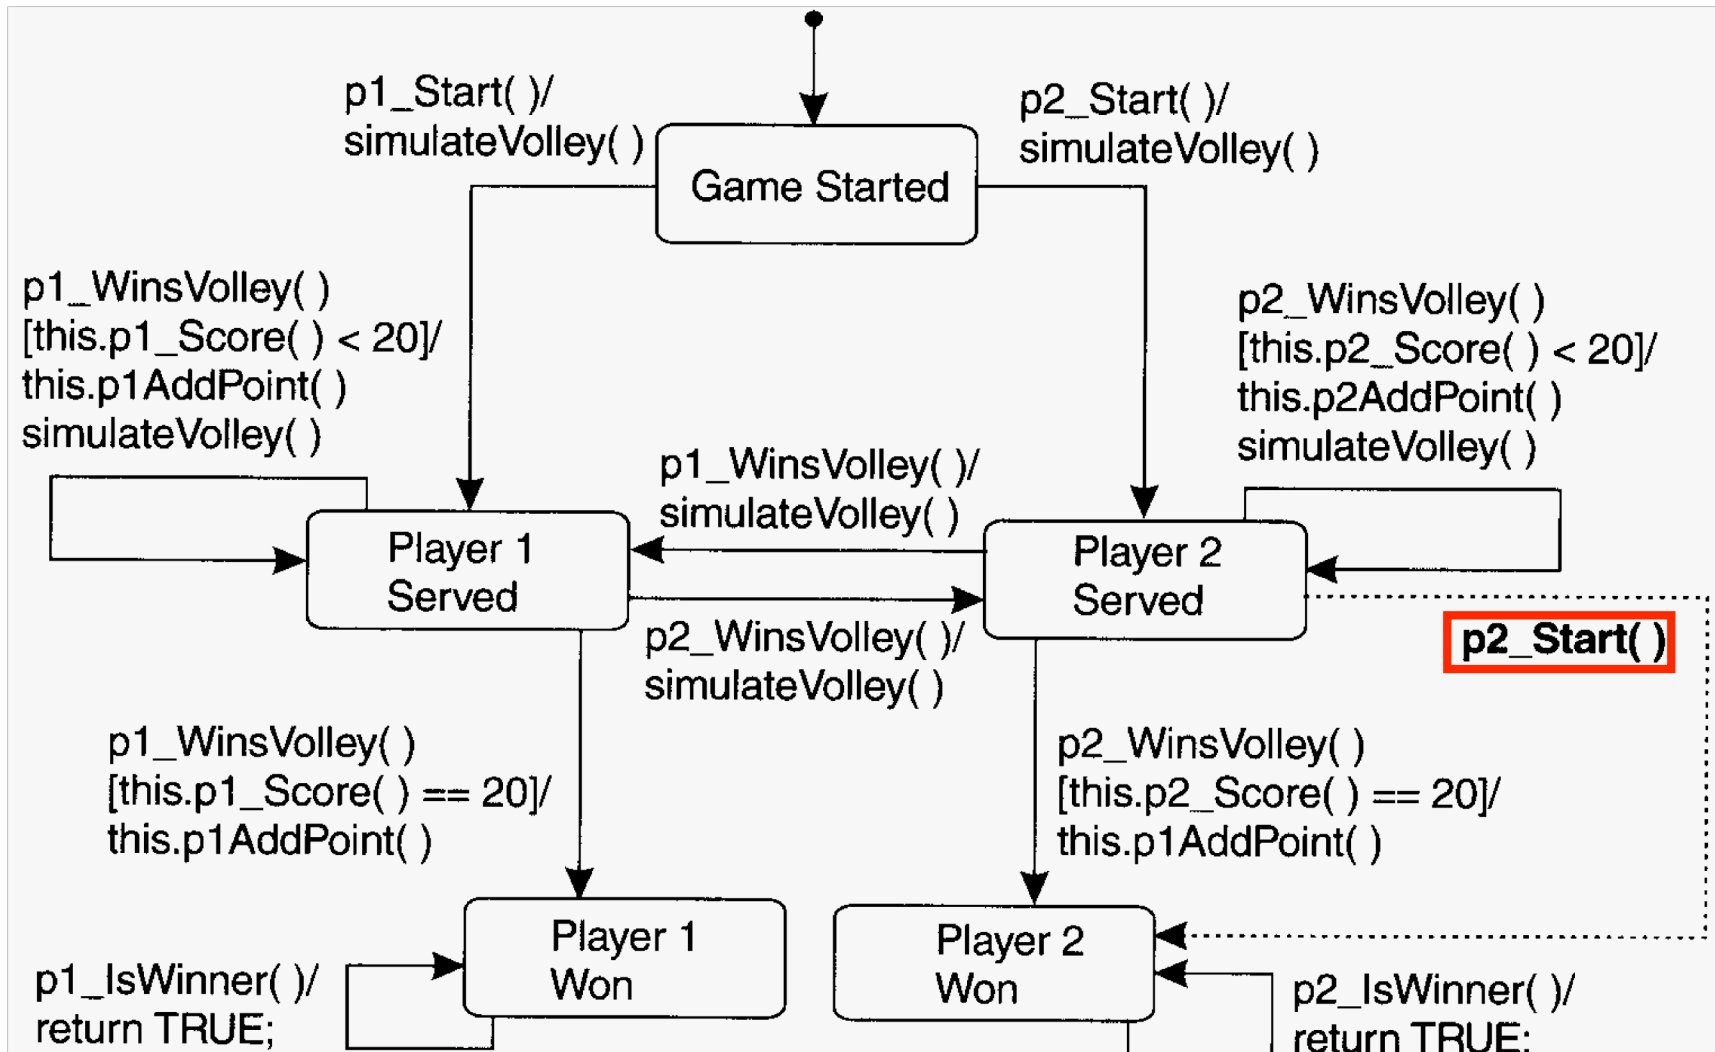 p1_Start( )/
simulateVolley( )
p2_Start( )/
simulateVolley( )
Game Started
p1_WinsVolley( )
[this.p1_Score( ) < 20]/
this.p1AddPoint( )
simulateVolley( )
p2_WinsVolley( )
[this.p2_Score( ) < 20]/
this.p2AddPoint( )
simulateVolley( )
p1_WinsVolley( )/
simulateVolley( )
Player 1
Served
Player 2
Served
p2_WinsVolley( )/
simulateVolley( )
p2_Start( )
p1_WinsVolley( )
[this.p1_Score( ) == 20]/
this.p1AddPoint( )
p2_WinsVolley( )
[this.p2_Score( ) == 20]/
this.p1AddPoint( )
Player 1
Won
Player 2
Won
p1_IsWinner( )/
return TRUE;
p2_IsWinner( )/
return TRUE;